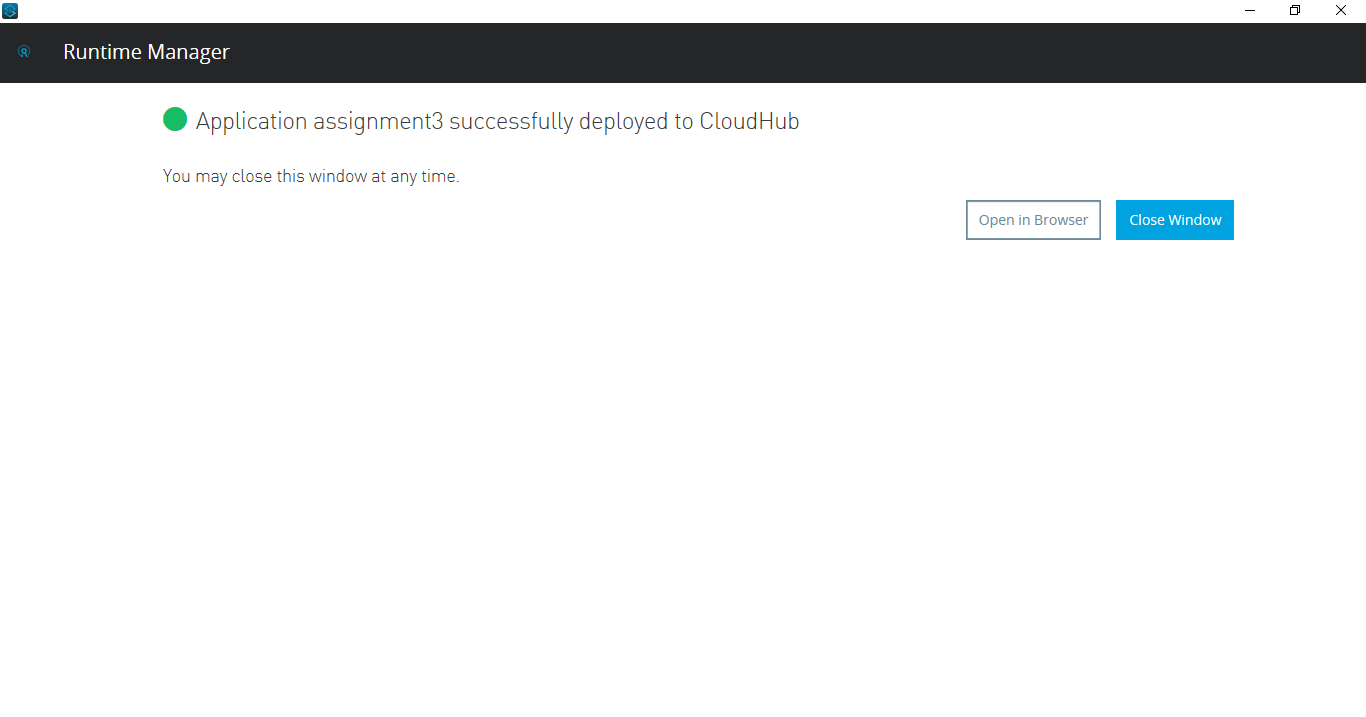 Runtime Manager
Application assignment3 successfully deployed to CloudHub
You may close this window at any time.
Open in Browser Close Window